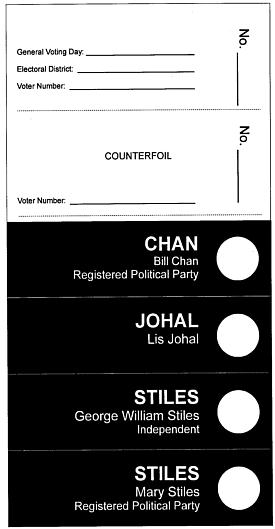 No.
General Voting Day:
Electoral District:
Voter Number:
No.
COUNTERFOIL
Voter Number:
CHAN
Bill Chan
Registered Political Party
JOHAL
Lis Johal
STILES
George William Stiles
Independent
STILES
Mary Stiles
Registered Political Party